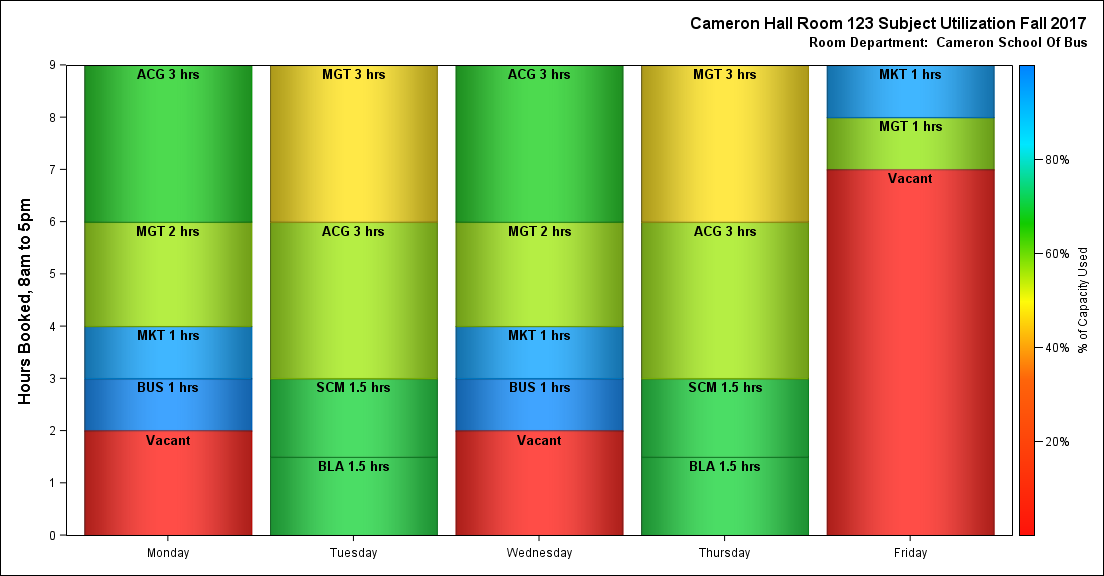 Cameron Hall Room 123 Subject Utilization Fall 2017
Room Department:  Cameron School Of Bus
Hours Booked, 8am to 5pm
9
8
7
6
5
4
3
2
1
0
ACG 3 hrs
MGT 2 hrs
MKT 1 hrs
BUS 1 hrs
Vacant
MGT 3 hrs
ACG 3 hrs
SCM 1.5 hrs
BLA 1.5 hrs
ACG 3 hrs
MGT 2 hrs
MKT 1 hrs
BUS 1 hrs
Vacant
MGT 3 hrs
ACG 3 hrs
SCM 1.5 hrs
BLA 1.5 hrs
MKT 1 hrs
MGT 1 hrs
Vacant
Monday Tuesday Wednesday Thursday Friday
80%
60%
40%
20%
% of Capacity Used